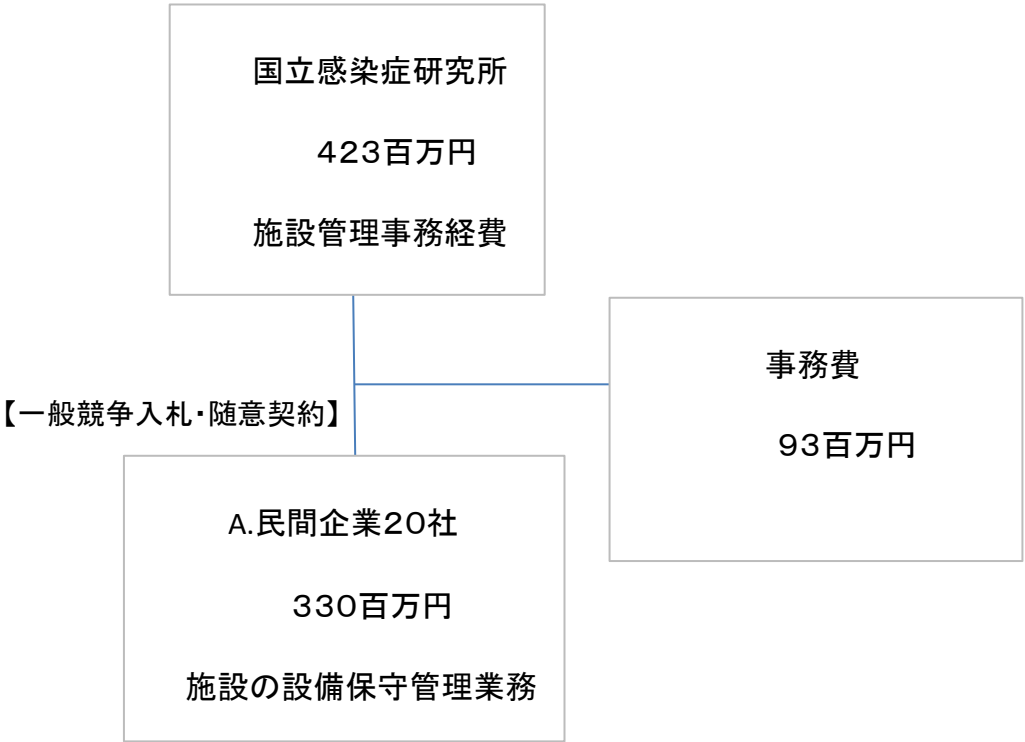 国立感染症研究所
423百万円
施設管理事務経費
事務費
93百万円
【一般競争入札・随意契約】
A.民間企業20社
330百万円
施設の設備保守管理業務